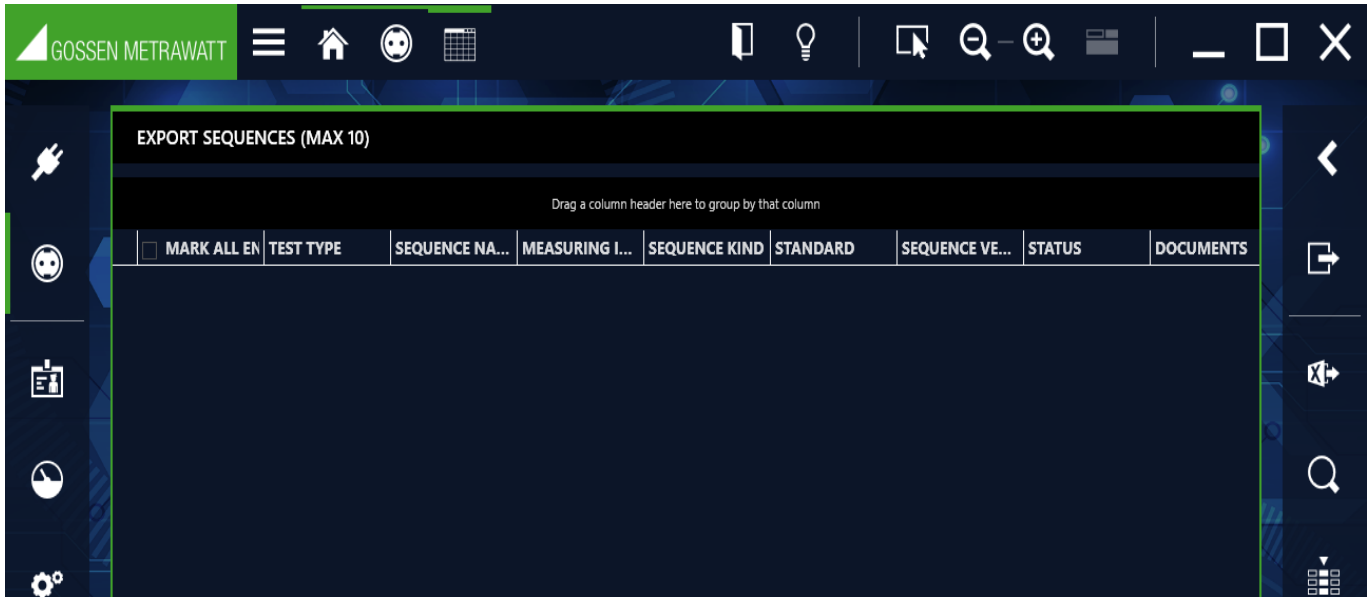 GOSSEN METRAWATT
EXPORT SEQUENCES (MAX 10)
Drag a column header here to group by that column
MARK ALL EN TEST TYPE SEQUENCE NA... MEASURING I... SEQUENCE KIND STANDARD SEQUENCE VE... STATUS DOCUMENTS